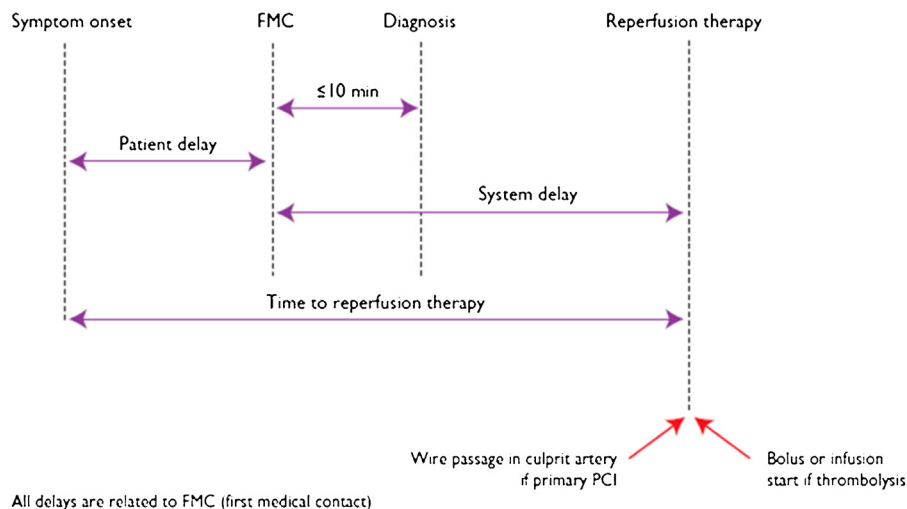 Symptom onset FMC Diagnosis Reperfusion therapy
≤10 min
Patient delay
System delay
Time to reperfusion therapy
Wire passage in culprit artery
if primary PCI
Bolus or infusion
start if thrombolysis
All delays are related to FMC (first medical contact)